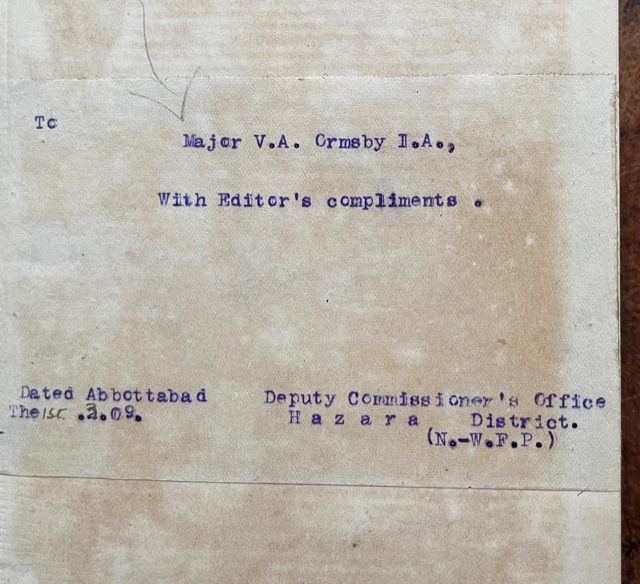 To
Major V.A. Ormsby I.A.,
With Editor's compliments .
Dated Abbottabad
The 1st .3.09.
Deputy Commissioner's Office
Hazara District.
(N.-W.F.P.)